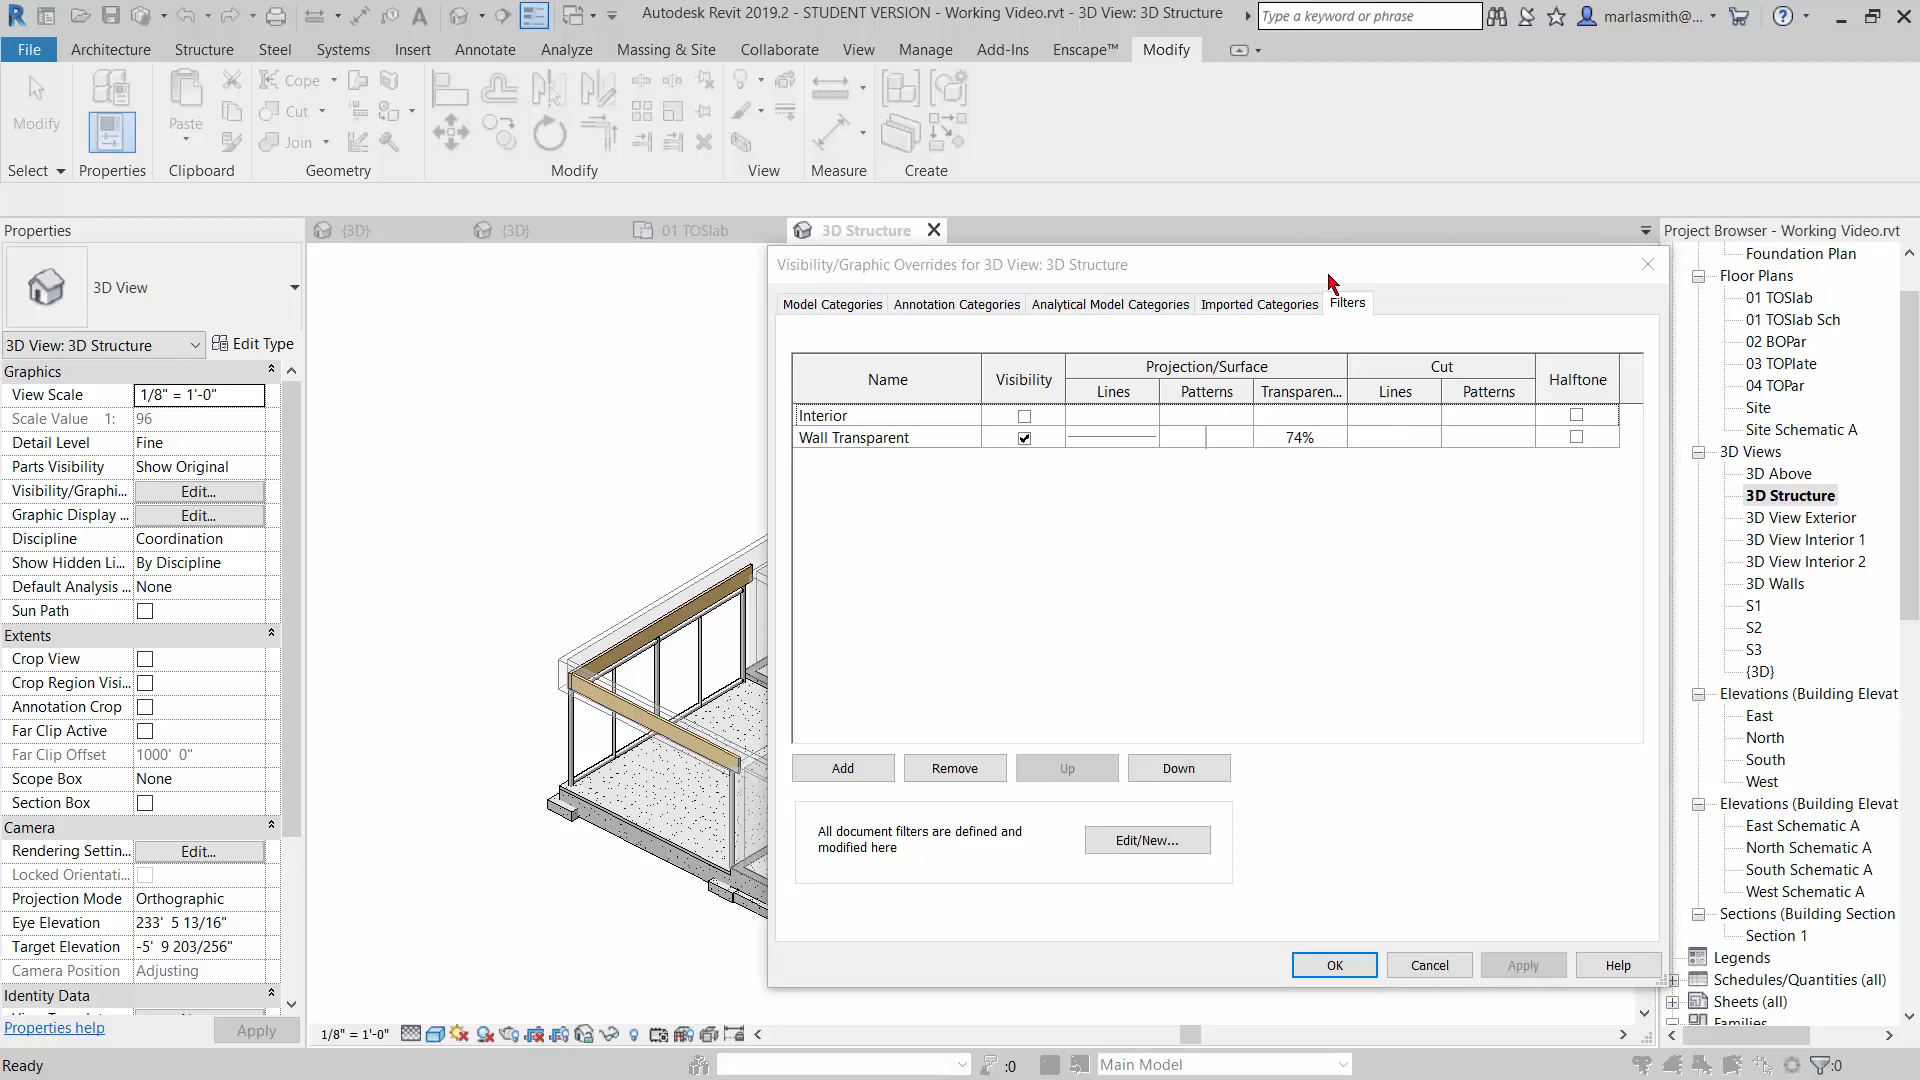 Autodesk Revit 2019.2 - STUDENT VERSION - Working Video.rvt - 3D View: 3D Structure
Type a keyword or phrase
marlasmith@...
File Architecture Structure Steel Systems Insert Annotate Analyze Massing & Site Collaborate View Manage Add-Ins Enscape™ Modify
Modify
Paste
Cope
Cut
Join
Select Properties Clipboard Geometry Modify View Measure Create
Properties
{3D} {3D} 01 TOSlab 3D Structure
3D View
3D View: 3D Structure Edit Type
Graphics
View Scale 1/8" = 1'-0"
Scale Value 1: 96
Detail Level Fine
Parts Visibility Show Original
Visibility/Graphi... Edit...
Graphic Display ... Edit...
Discipline Coordination
Show Hidden Li... By Discipline
Default Analysis ... None
Sun Path
Extents
Crop View
Crop Region Visi...
Annotation Crop
Far Clip Active
Far Clip Offset 1000' 0"
Scope Box None
Section Box
Camera
Rendering Settin... Edit...
Locked Orientati...
Projection Mode Orthographic
Eye Elevation 233' 5 13/16"
Target Elevation -5' 9 203/256"
Camera Position Adjusting
Identity Data
Properties help Apply
Visibility/Graphic Overrides for 3D View: 3D Structure
Model Categories Annotation Categories Analytical Model Categories Imported Categories Filters
Name Visibility Projection/Surface Cut Halftone
Lines Patterns Transparen... Lines Patterns
Interior
Wall Transparent 74%
Add Remove Up Down
All document filters are defined and
modified here
Edit/New...
OK Cancel Apply Help
Project Browser - Working Video.rvt
Foundation Plan
Floor Plans
01 TOSlab
01 TOSlab Sch
02 BOPar
03 TOPlate
04 TOPar
Site
Site Schematic A
3D Views
3D Above
3D Structure
3D View Exterior
3D View Interior 1
3D View Interior 2
3D Walls
S1
S2
S3
{3D}
Elevations (Building Elevat
East
North
South
West
Elevations (Building Elevat
East Schematic A
North Schematic A
South Schematic A
West Schematic A
Sections (Building Section
Section 1
Legends
Schedules/Quantities (all)
Sheets (all)
Families
1/8" = 1'-0"
Ready
:0
Main Model
:0